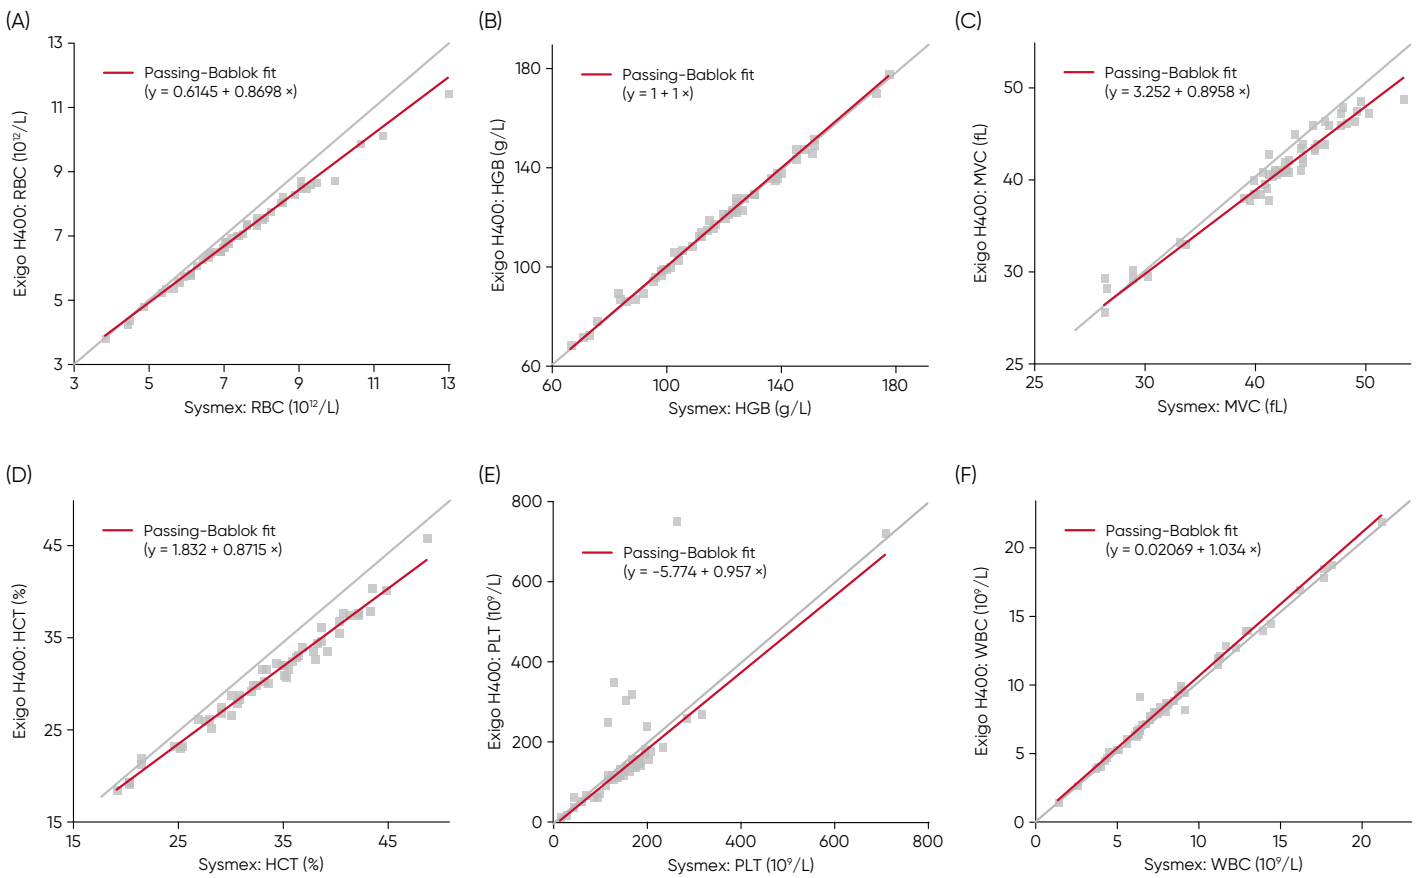 (A)
13
11
9
7
5
3
Exigo H400: RBC (10¹²/L)
Passing-Bablok fit
(y = 0.6145 + 0.8698 ×)
3 5 7 9 11 13
Sysmex: RBC (10¹²/L)
(B)
180
140
100
60
Exigo H400: HGB (g/L)
Passing-Bablok fit
(y = 1 + 1 ×)
60 100 140 180
Sysmex: HGB (g/L)
(C)
50
40
30
25
Exigo H400: MVC (fL)
Passing-Bablok fit
(y = 3.252 + 0.8958 ×)
25 30 40 50
Sysmex: MVC (fL)
(D)
45
35
25
15
Exigo H400: HCT (%)
Passing-Bablok fit
(y = 1.832 + 0.8715 ×)
15 25 35 45
Sysmex: HCT (%)
(E)
800
600
400
200
0
Exigo H400: PLT (10⁹/L)
Passing-Bablok fit
(y = -5.774 + 0.957 ×)
0 200 400 600 800
Sysmex: PLT (10⁹/L)
(F)
20
15
10
5
0
Exigo H400: WBC (10⁹/L)
Passing-Bablok fit
(y = 0.02069 + 1.034 ×)
0 5 10 15 20
Sysmex: WBC (10⁹/L)